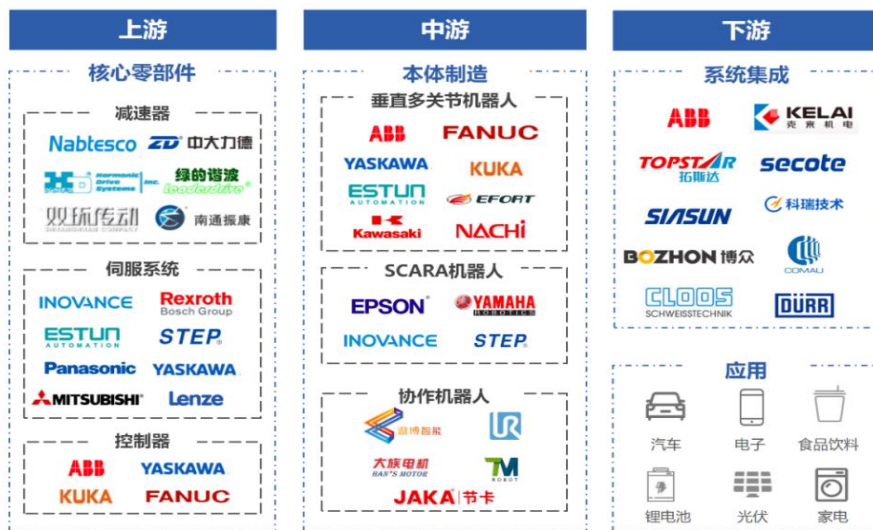 上游
核心零部件
减速器
Nabtesco
ZD 中大力德
Harmonic Drive Systems Inc.
绿的谐波
leaderdrive
双环传动
南通振康
伺服系统
INOVANCE
Rexroth
Bosch Group
ESTUN
AUTOMATION
STEP
Panasonic
YASKAWA
MITSUBISHI
Lenze
控制器
ABB
YASKAWA
KUKA
FANUC
中游
本体制造
垂直多关节机器人
ABB
FANUC
YASKAWA
KUKA
ESTUN
AUTOMATION
EFORT
Kawasaki
NACHi
SCARA机器人
EPSON
YAMAHA
ROBOTICS
INOVANCE
STEP
协作机器人
遨博智能
UR
大族电机
HAN'S MOTOR
TM
ROBOT
JAKA 节卡
下游
系统集成
ABB
KELAI
克来机电
TOPSTAR
拓斯达
secote
SIASUN
科瑞技术
BOZHON 博众
COMAU
CLOOS
SCHWEISSTECHNIK
DÜRR
应用
汽车
电子
食品饮料
锂电池
光伏
家电